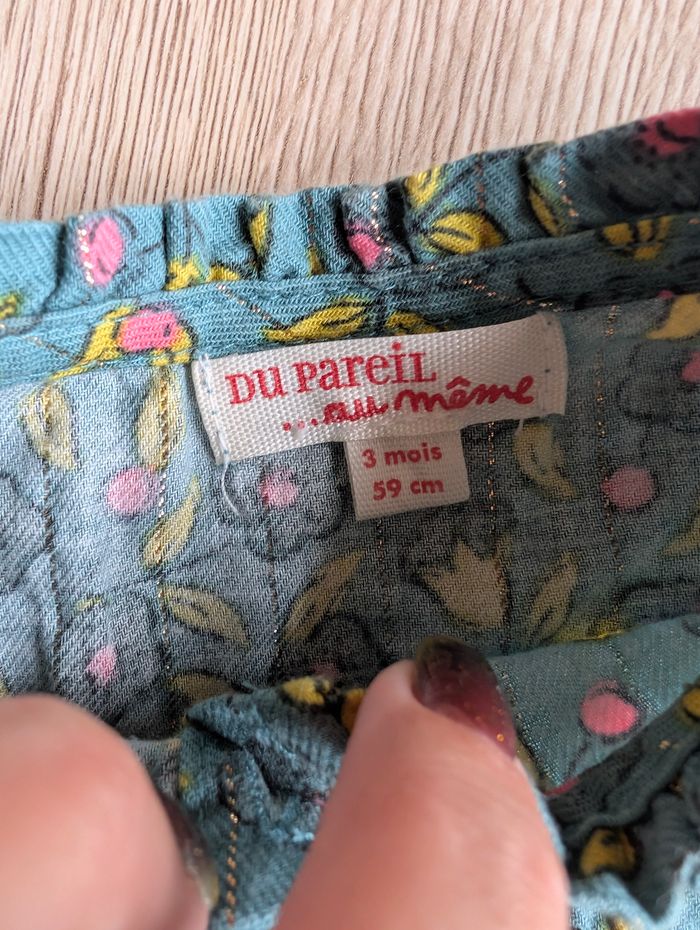 DU PAREIL
...au même
3 mois
59 cm